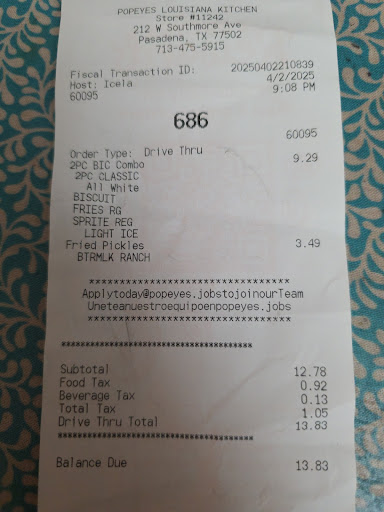 POPEYES LOUISIANA KITCHEN
Store #11242
212 W Southmore Ave
Pasadena, TX 77502
713-475-5915
Fiscal Transaction ID: 20250402210839
4/2/2025
Host: Icela 9:08 PM
60095
686
60095
Order Type: Drive Thru
2PC BIC Combo 9.29
2PC CLASSIC
All White
BISCUIT
FRIES RG
SPRITE REG
LIGHT ICE
Fried Pickles 3.49
BTRMLK RANCH
*********************************
Applytoday@popeyes.jobstojoinourTeam
Uneteanuestroequipoenpopeyes.jobs
*********************************
****************************************
Subtotal 12.78
Food Tax 0.92
Beverage Tax 0.13
Total Tax 1.05
Drive Thru Total 13.83
****************************************
Balance Due 13.83